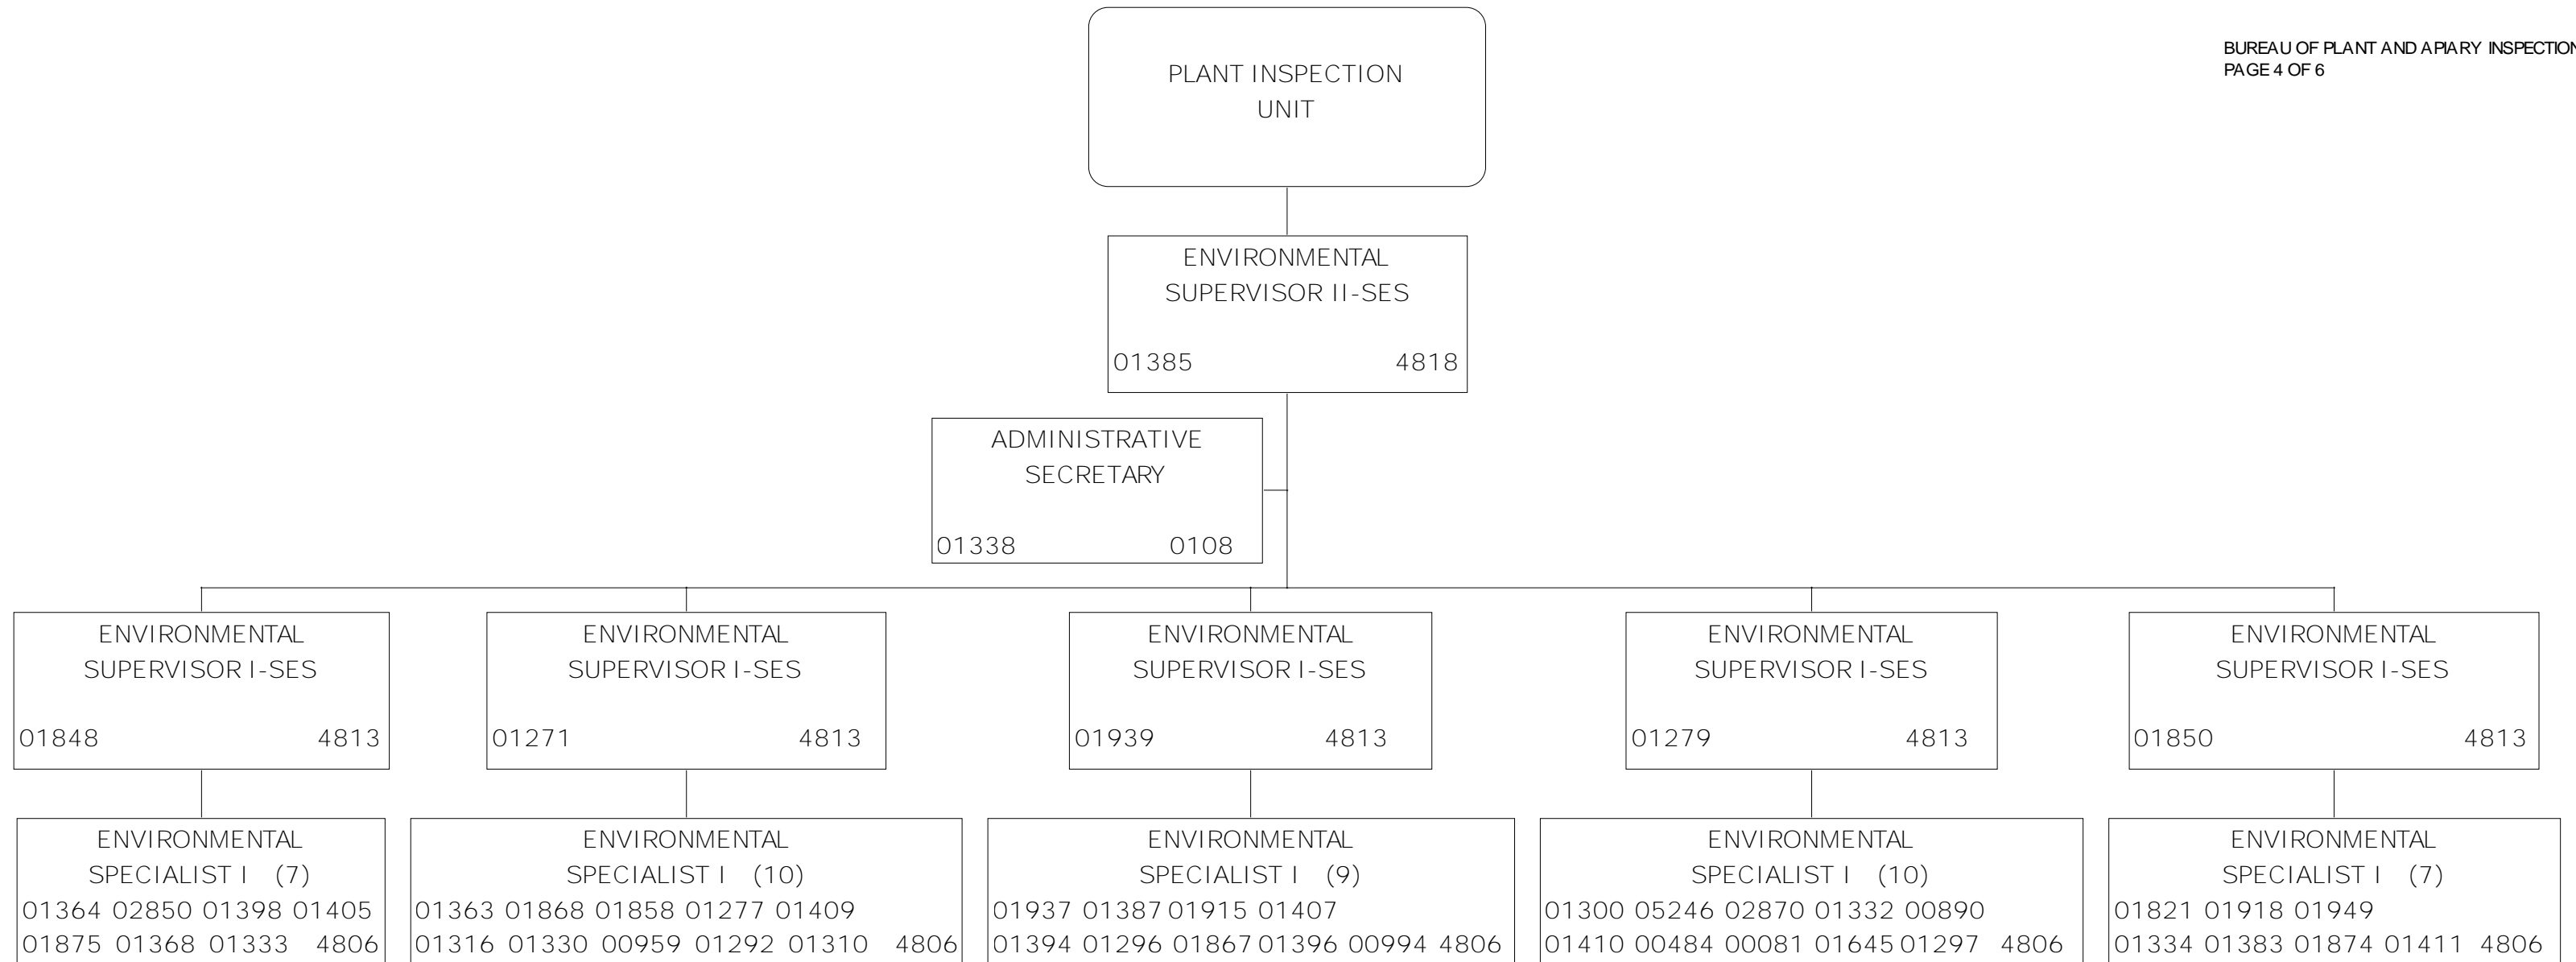 BUREAU OF PLANT AND APIARY INSPECTION
PAGE 4 OF 6
PLANT INSPECTION
UNIT
ENVIRONMENTAL
SUPERVISOR II-SES
01385 4818
ADMINISTRATIVE
SECRETARY
01338 0108
ENVIRONMENTAL
SUPERVISOR I-SES
01848 4813
ENVIRONMENTAL
SUPERVISOR I-SES
01271 4813
ENVIRONMENTAL
SUPERVISOR I-SES
01939 4813
ENVIRONMENTAL
SUPERVISOR I-SES
01279 4813
ENVIRONMENTAL
SUPERVISOR I-SES
01850 4813
ENVIRONMENTAL
SPECIALIST I (7)
01364 02850 01398 01405
01875 01368 01333 4806
ENVIRONMENTAL
SPECIALIST I (10)
01363 01868 01858 01277 01409
01316 01330 00959 01292 01310 4806
ENVIRONMENTAL
SPECIALIST I (9)
01937 01387 01915 01407
01394 01296 01867 01396 00994 4806
ENVIRONMENTAL
SPECIALIST I (10)
01300 05246 02870 01332 00890
01410 00484 00081 01645 01297 4806
ENVIRONMENTAL
SPECIALIST I (7)
01821 01918 01949
01334 01383 01874 01411 4806